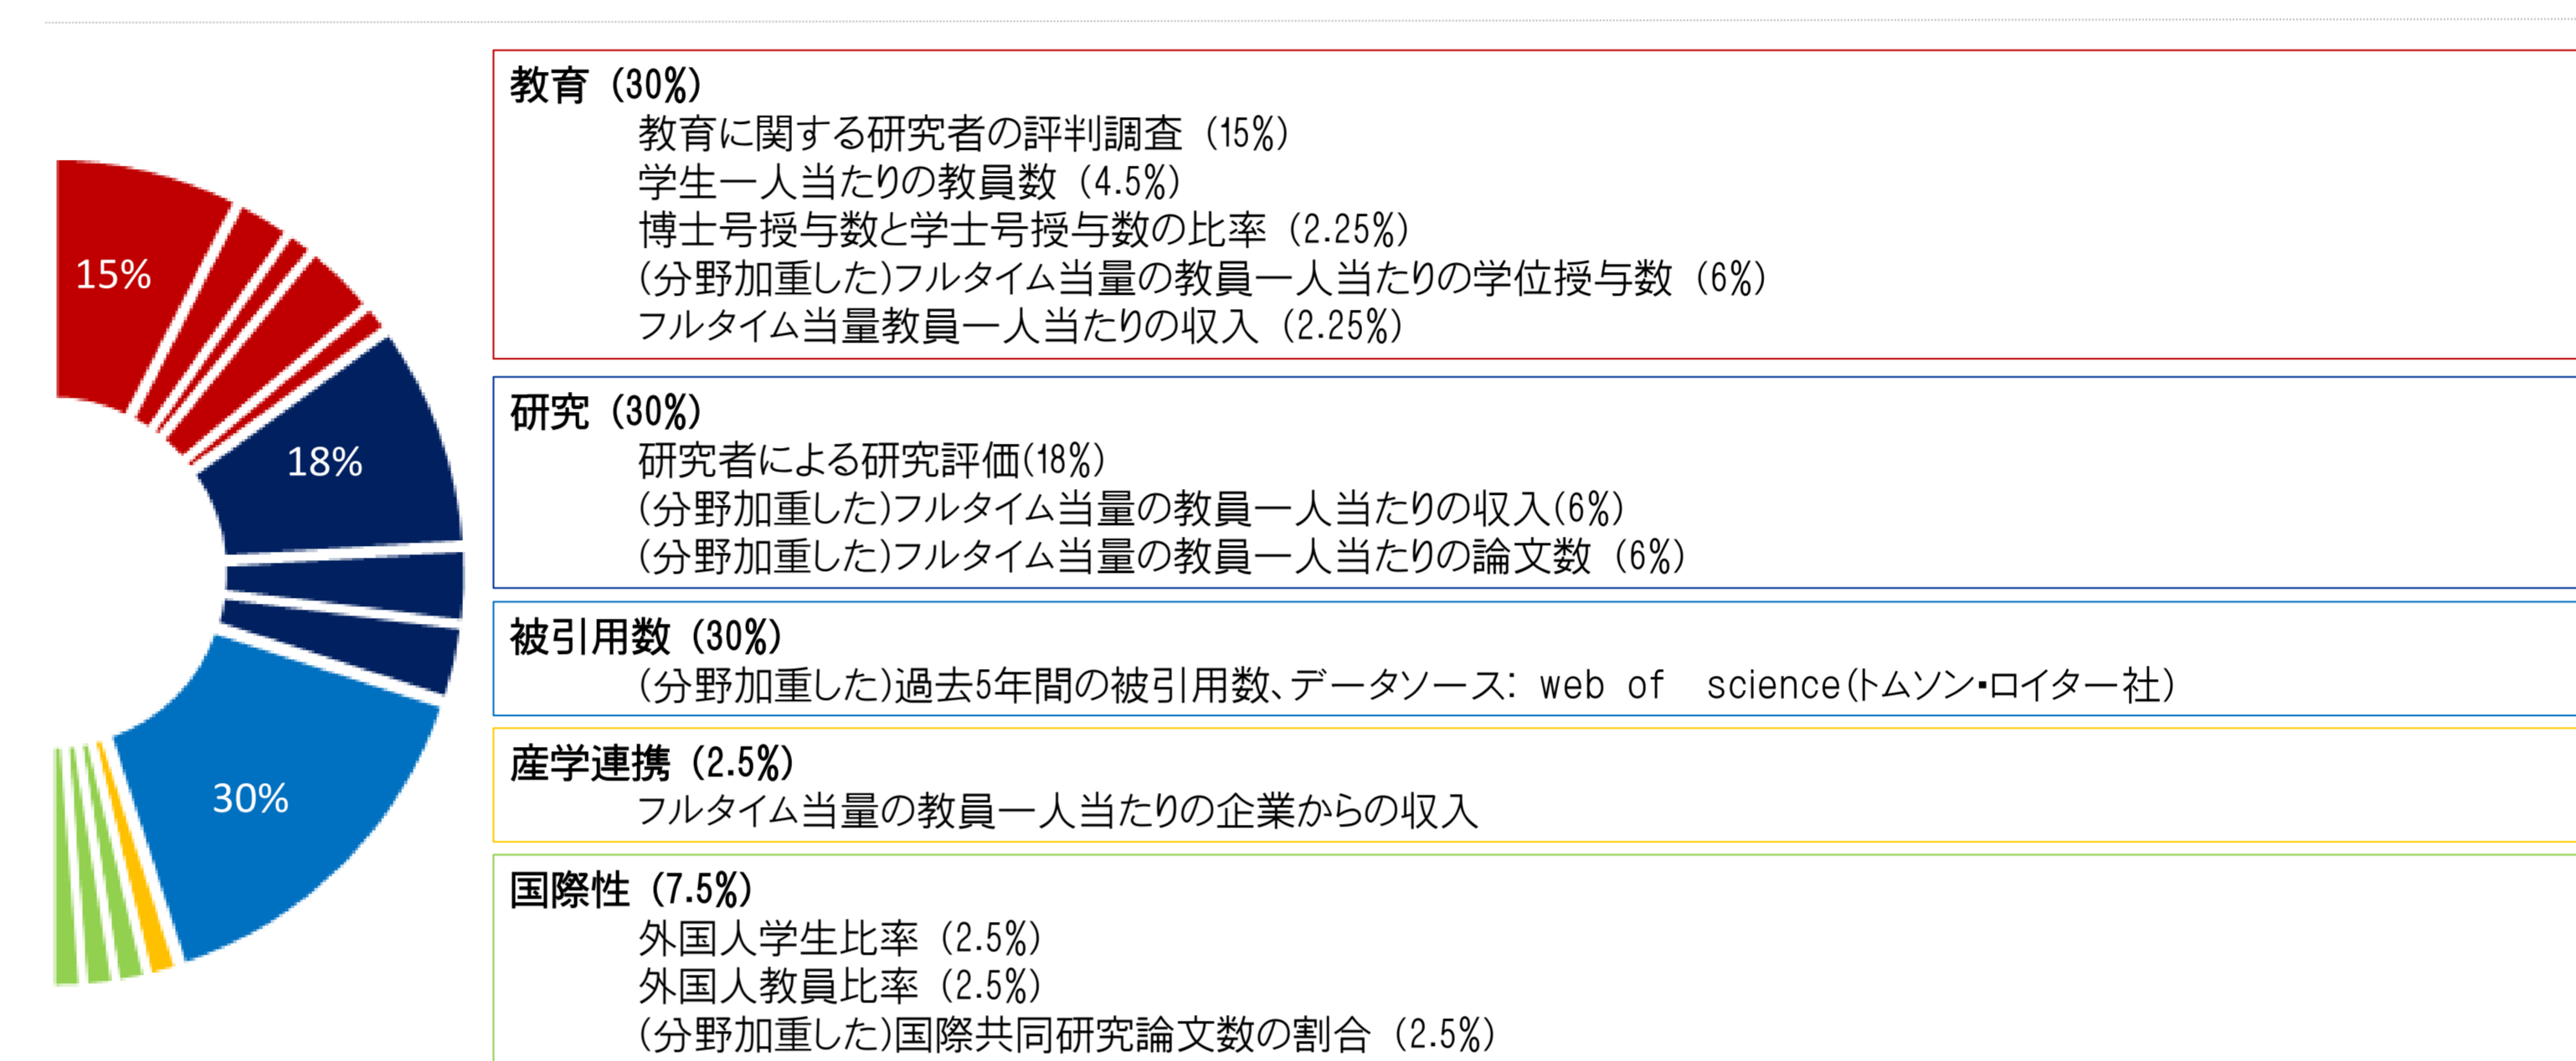 15%
18%
30%
教育 (30%)
教育に関する研究者の評判調査 (15%)
学生一人当たりの教員数 (4.5%)
博士号授与数と学士号授与数の比率 (2.25%)
(分野加重した)フルタイム当量の教員一人当たりの学位授与数 (6%)
フルタイム当量教員一人当たりの収入 (2.25%)
研究 (30%)
研究者による研究評価(18%)
(分野加重した)フルタイム当量の教員一人当たりの収入(6%)
(分野加重した)フルタイム当量の教員一人当たりの論文数 (6%)
被引用数 (30%)
(分野加重した)過去5年間の被引用数、データソース: web of science(トムソン・ロイター社)
産学連携 (2.5%)
フルタイム当量の教員一人当たりの企業からの収入
国際性 (7.5%)
外国人学生比率 (2.5%)
外国人教員比率 (2.5%)
(分野加重した)国際共同研究論文数の割合 (2.5%)